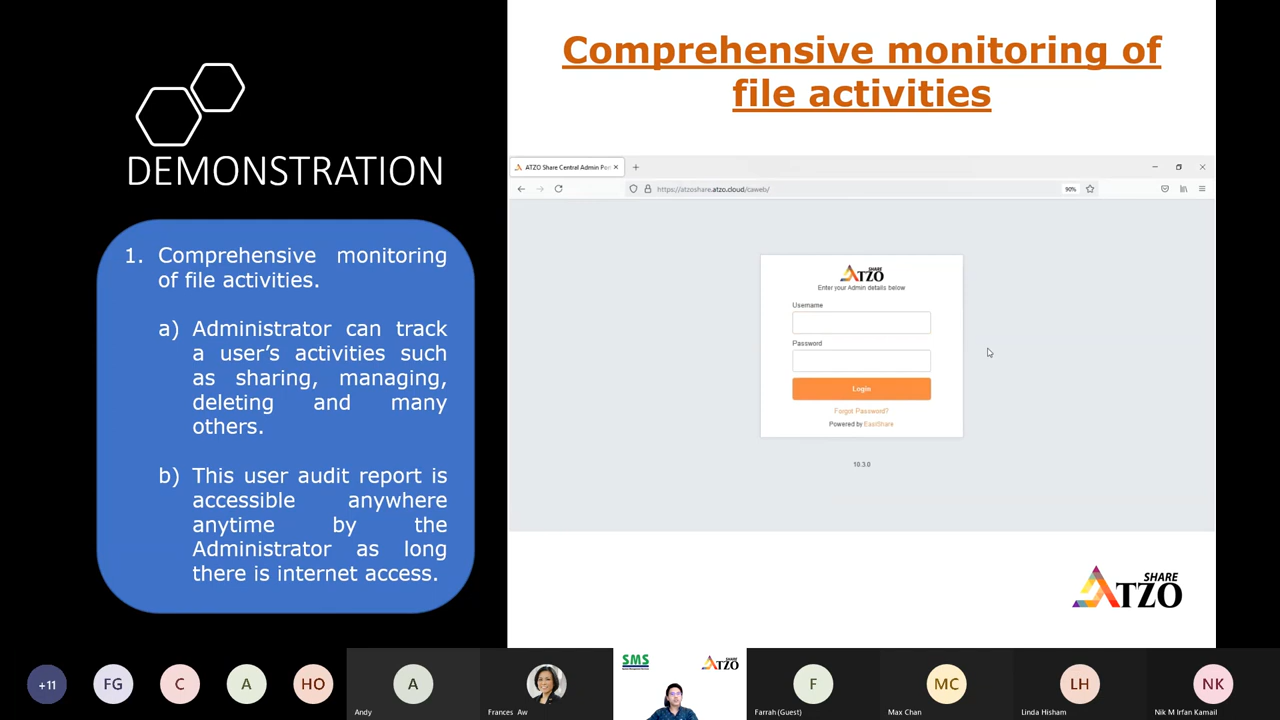 DEMONSTRATION
1. Comprehensive monitoring
of file activities.
a) Administrator can track
a user's activities such
as sharing, managing,
deleting and many
others.
b) This user audit report is
accessible anywhere
anytime by the
Administrator as long
there is internet access.
Comprehensive monitoring of
file activities
ATZO Share Central Admin Por
https://atzoshare.atzo.cloud/caweb/
90%
SHARE
ATZO
Enter your Admin details below
Username
Password
Login
Forgot Password?
Powered by EasiShare
10.3.0
SHARE
ATZO
+11
FG
C
A
HO
A
Andy
Frances Aw
SMS
SHARE
ATZO
F
Farrah (Guest)
MC
Max Chan
LH
Linda Hisham
NK
Nik M Irfan Kamail